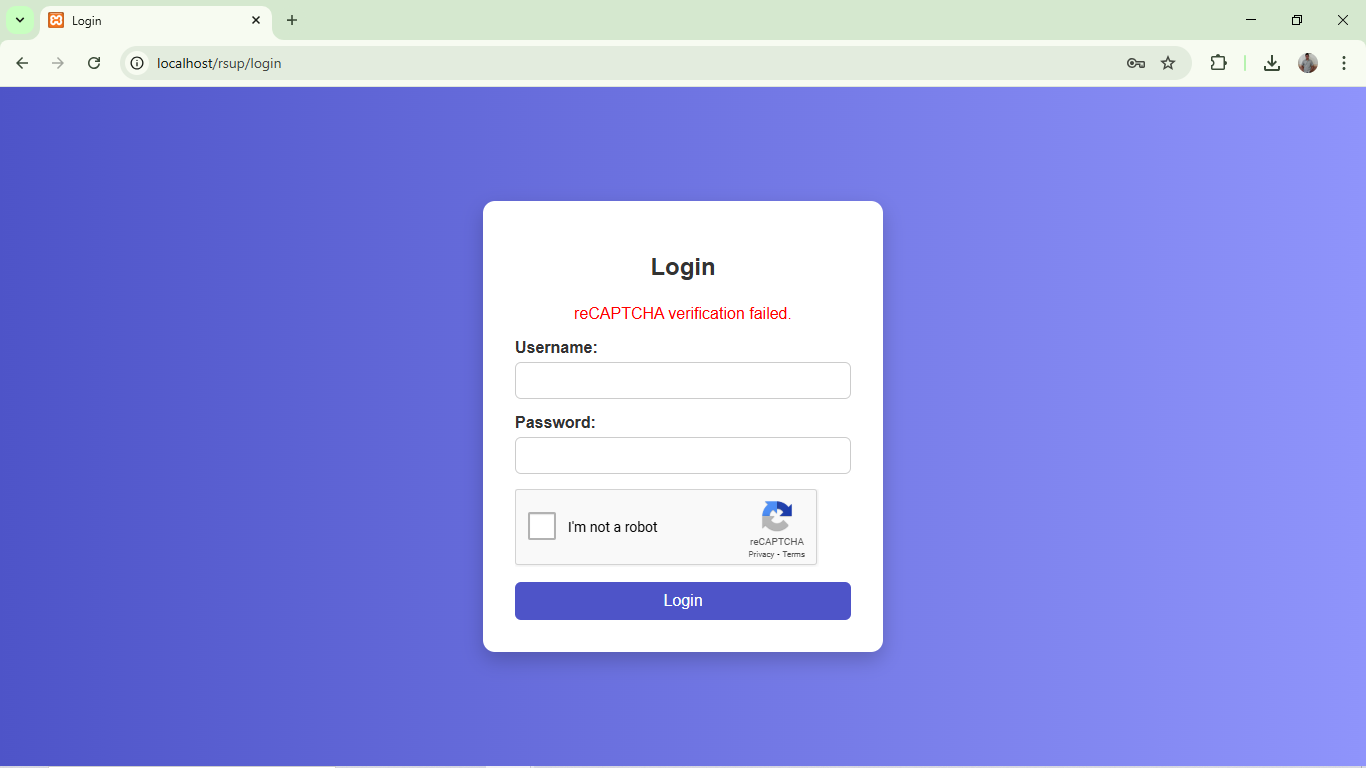 Login
localhost/rsup/login
Login
reCAPTCHA verification failed.
Username:
Password:
I'm not a robot
reCAPTCHA
Privacy - Terms
Login